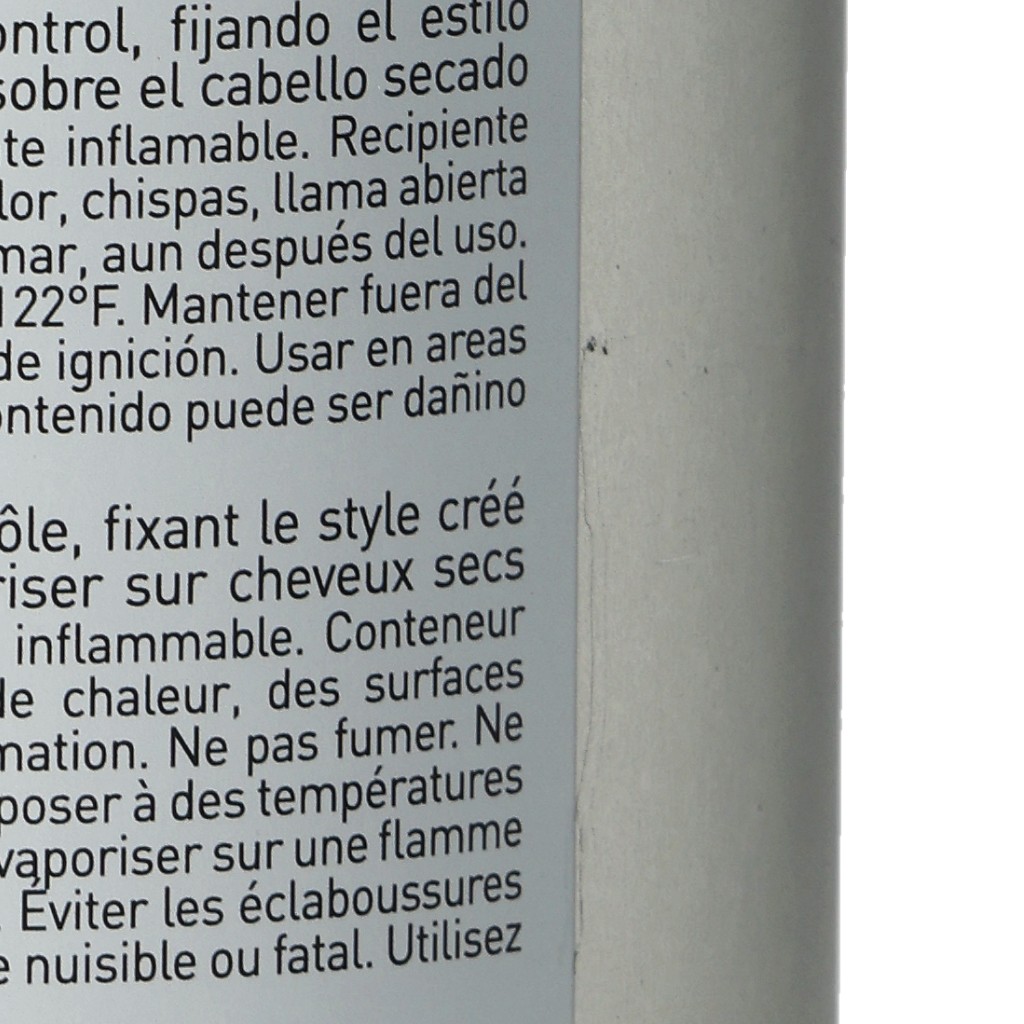 control, fijando el estilo
sobre el cabello secado
te inflamable. Recipiente
lor, chispas, llama abierta
mar, aun después del uso.
122°F. Mantener fuera del
de ignición. Usar en areas
ontenido puede ser dañino
ôle, fixant le style créé
riser sur cheveux secs
inflammable. Conteneur
de chaleur, des surfaces
mation. Ne pas fumer. Ne
poser à des températures
vaporiser sur une flamme
. Éviter les éclaboussures
e nuisible ou fatal. Utilisez